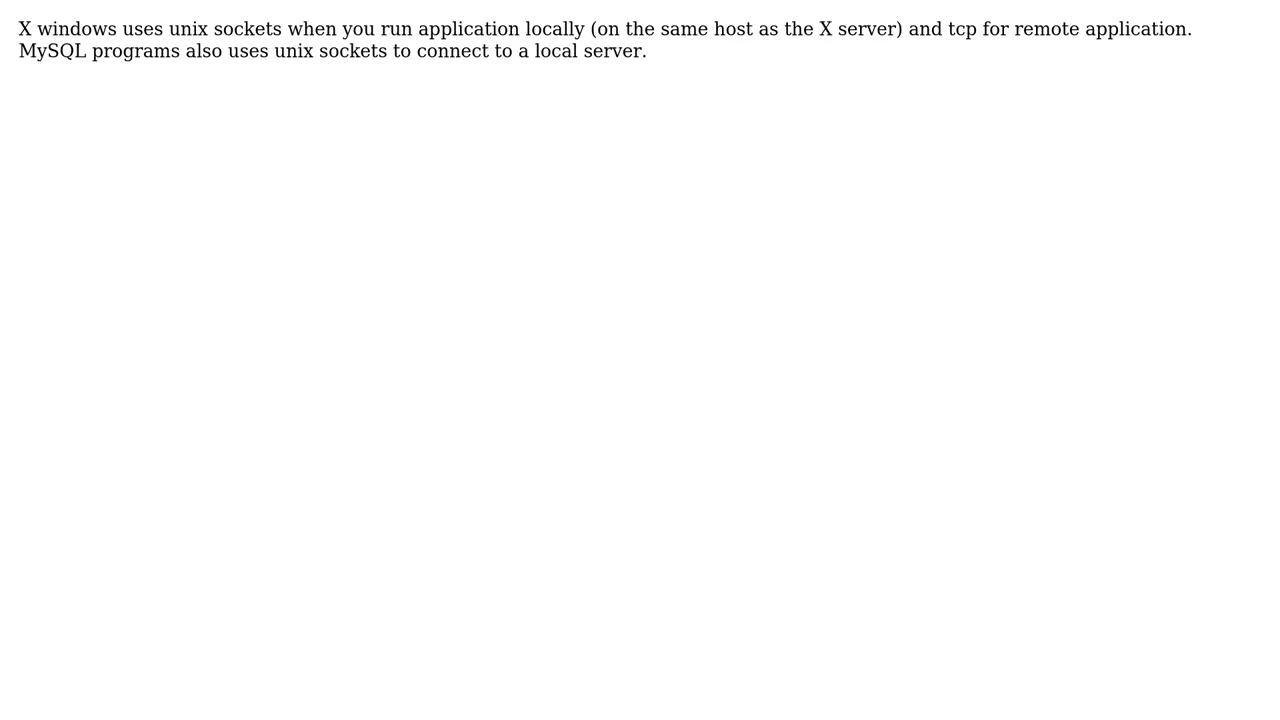 X windows uses unix sockets when you run application locally (on the same host as the X server) and tcp for remote application.
MySQL programs also uses unix sockets to connect to a local server.